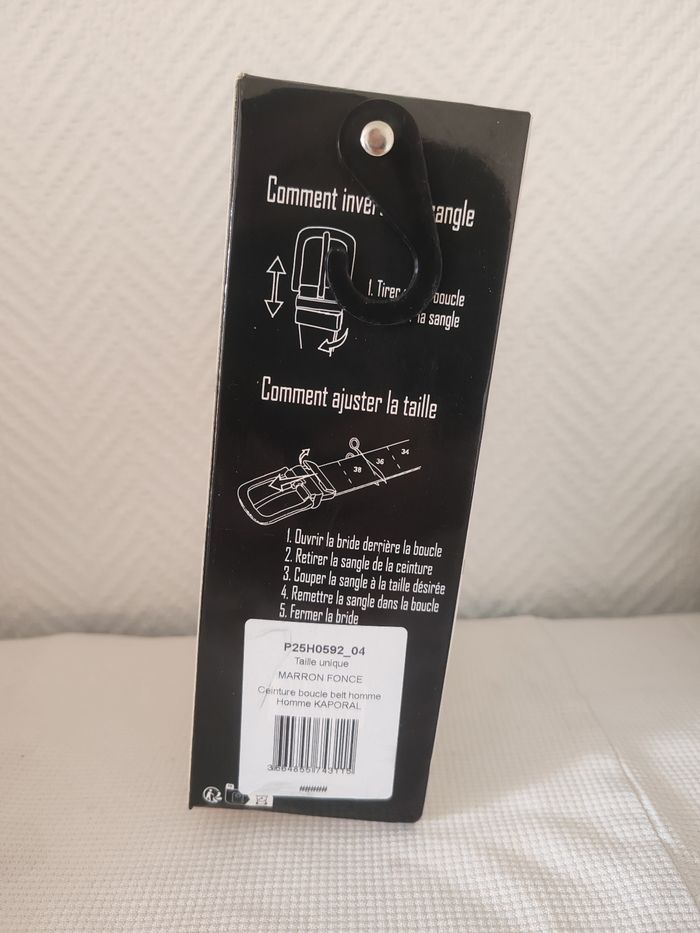 Comment inver angle
1. Tirer boucle
la sangle
Comment ajuster la taille
38 36 34
1. Ouvrir la bride derrière la boucle
2. Retirer la sangle de la ceinture
3. Couper la sangle à la taille désirée
4. Remettre la sangle dans la boucle
5. Fermer la bride
P25H0592_04
Taille unique
MARRON FONCE
Ceinture boucle belt homme
Homme KAPORAL
3664855743115
######